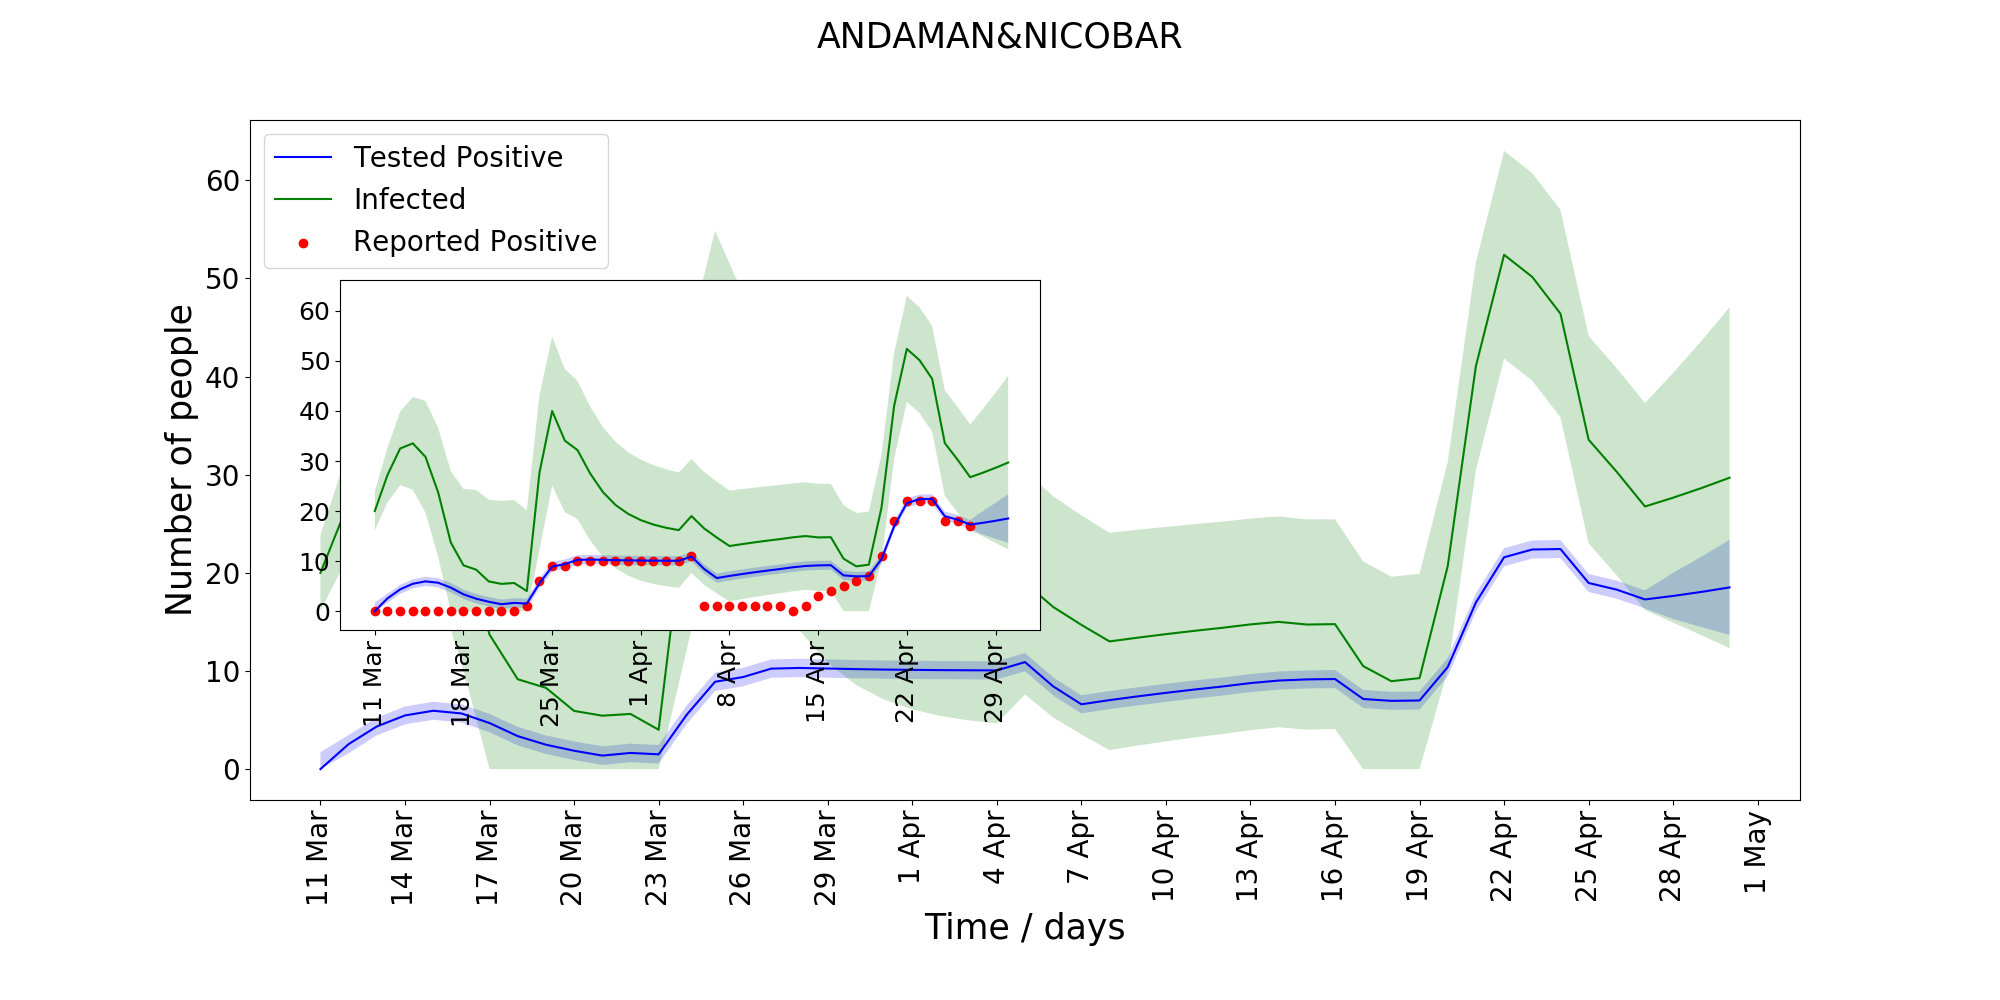 ANDAMAN&NICOBAR
Tested Positive
Infected
Reported Positive
Number of people
60
50
40
30
20
10
0
60
50
40
30
20
10
0
11 Mar
18 Mar
25 Mar
1 Apr
8 Apr
15 Apr
22 Apr
29 Apr
11 Mar
14 Mar
17 Mar
20 Mar
23 Mar
26 Mar
29 Mar
1 Apr
4 Apr
7 Apr
10 Apr
13 Apr
16 Apr
19 Apr
22 Apr
25 Apr
28 Apr
1 May
Time / days